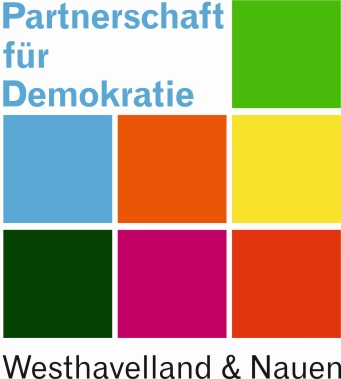 Partnerschaft
für
Demokratie
Westhavelland & Nauen